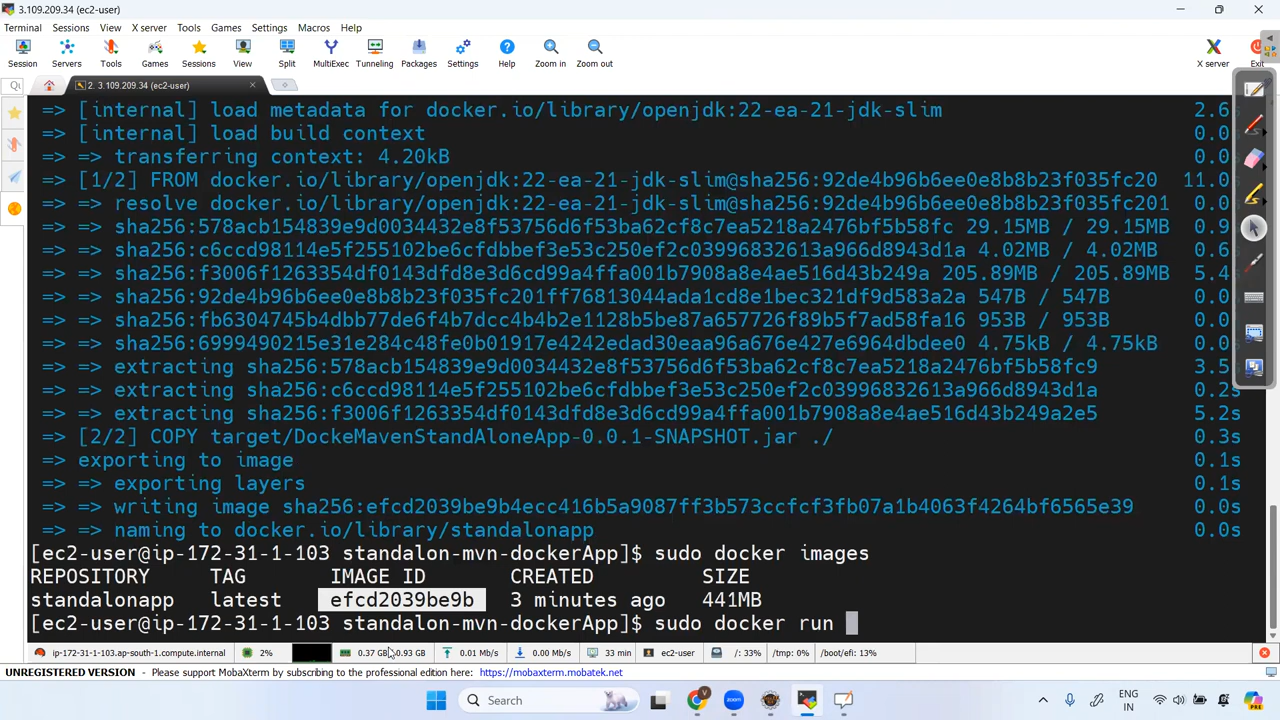 3.109.209.34 (ec2-user)
Terminal Sessions View X server Tools Games Settings Macros Help
Session Servers Tools Games Sessions View Split MultiExec Tunneling Packages Settings Help Zoom in Zoom out X server Exit
2. 3.109.209.34 (ec2-user)
=> [internal] load metadata for docker.io/library/openjdk:22-ea-21-jdk-slim 2.6s
=> [internal] load build context 0.0
=> => transferring context: 4.20kB 0.0
=> [1/2] FROM docker.io/library/openjdk:22-ea-21-jdk-slim@sha256:92de4b96b6ee0e8b8b23f035fc20 11.0s
=> => resolve docker.io/library/openjdk:22-ea-21-jdk-slim@sha256:92de4b96b6ee0e8b8b23f035fc201 0.0
=> => sha256:578acb154839e9d0034432e8f53756d6f53ba62cf8c7ea5218a2476bf5b58fc 29.15MB / 29.15MB 0.9
=> => sha256:c6ccd98114e5f255102be6cfdbbef3e53c250ef2c03996832613a966d8943d1a 4.02MB / 4.02MB 0.6
=> => sha256:f3006f1263354df0143dfd8e3d6cd99a4ffa001b7908a8e4ae516d43b249a 205.89MB / 205.89MB 5.4
=> => sha256:92de4b96b6ee0e8b8b23f035fc201ff76813044ada1cd8e1bec321df9d583a2a 547B / 547B 0.0
=> => sha256:fb6304745b4dbb77de6f4b7dcc4b4b2e1128b5be87a657726f89b5f7ad58fa16 953B / 953B 0.0
=> => sha256:6999490215e31e284c48fe0b0191774242edad30aea96a676e427e6964dbdee0 4.75kB / 4.75kB 0.0
=> => extracting sha256:578acb154839e9d0034432e8f53756d6f53ba62cf8c7ea5218a2476bf5b58fc9 3.5
=> => extracting sha256:c6ccd98114e5f255102be6cfdbbef3e53c250ef2c03996832613a966d8943d1a 0.2s
=> => extracting sha256:f3006f1263354df0143dfd8e3d6cd99a4ffa001b7908a8e4ae516d43b249a2e5 5.2s
=> [2/2] COPY target/DockeMavenStandAloneApp-0.0.1-SNAPSHOT.jar ./ 0.3s
=> exporting to image 0.1s
=> => exporting layers 0.1s
=> => writing image sha256:efcd2039be9b4ecc416b5a9087ff3b573ccfcf3fb07a1b4063f4264bf6565e39 0.0s
=> => naming to docker.io/library/standalonapp 0.0s
[ec2-user@ip-172-31-1-103 standalon-mvn-dockerApp]$ sudo docker images
REPOSITORY TAG IMAGE ID CREATED SIZE
standalonapp latest efcd2039be9b 3 minutes ago 441MB
[ec2-user@ip-172-31-1-103 standalon-mvn-dockerApp]$ sudo docker run
ip-172-31-1-103.ap-south-1.compute.internal 2% 0.37 GB / 0.93 GB 0.01 Mb/s 0.00 Mb/s 33 min ec2-user /: 33% /tmp: 0% /boot/efi: 13%
UNREGISTERED VERSION - Please support MobaXterm by subscribing to the professional edition here: https://mobaxterm.mobatek.net
Search ENG
IN